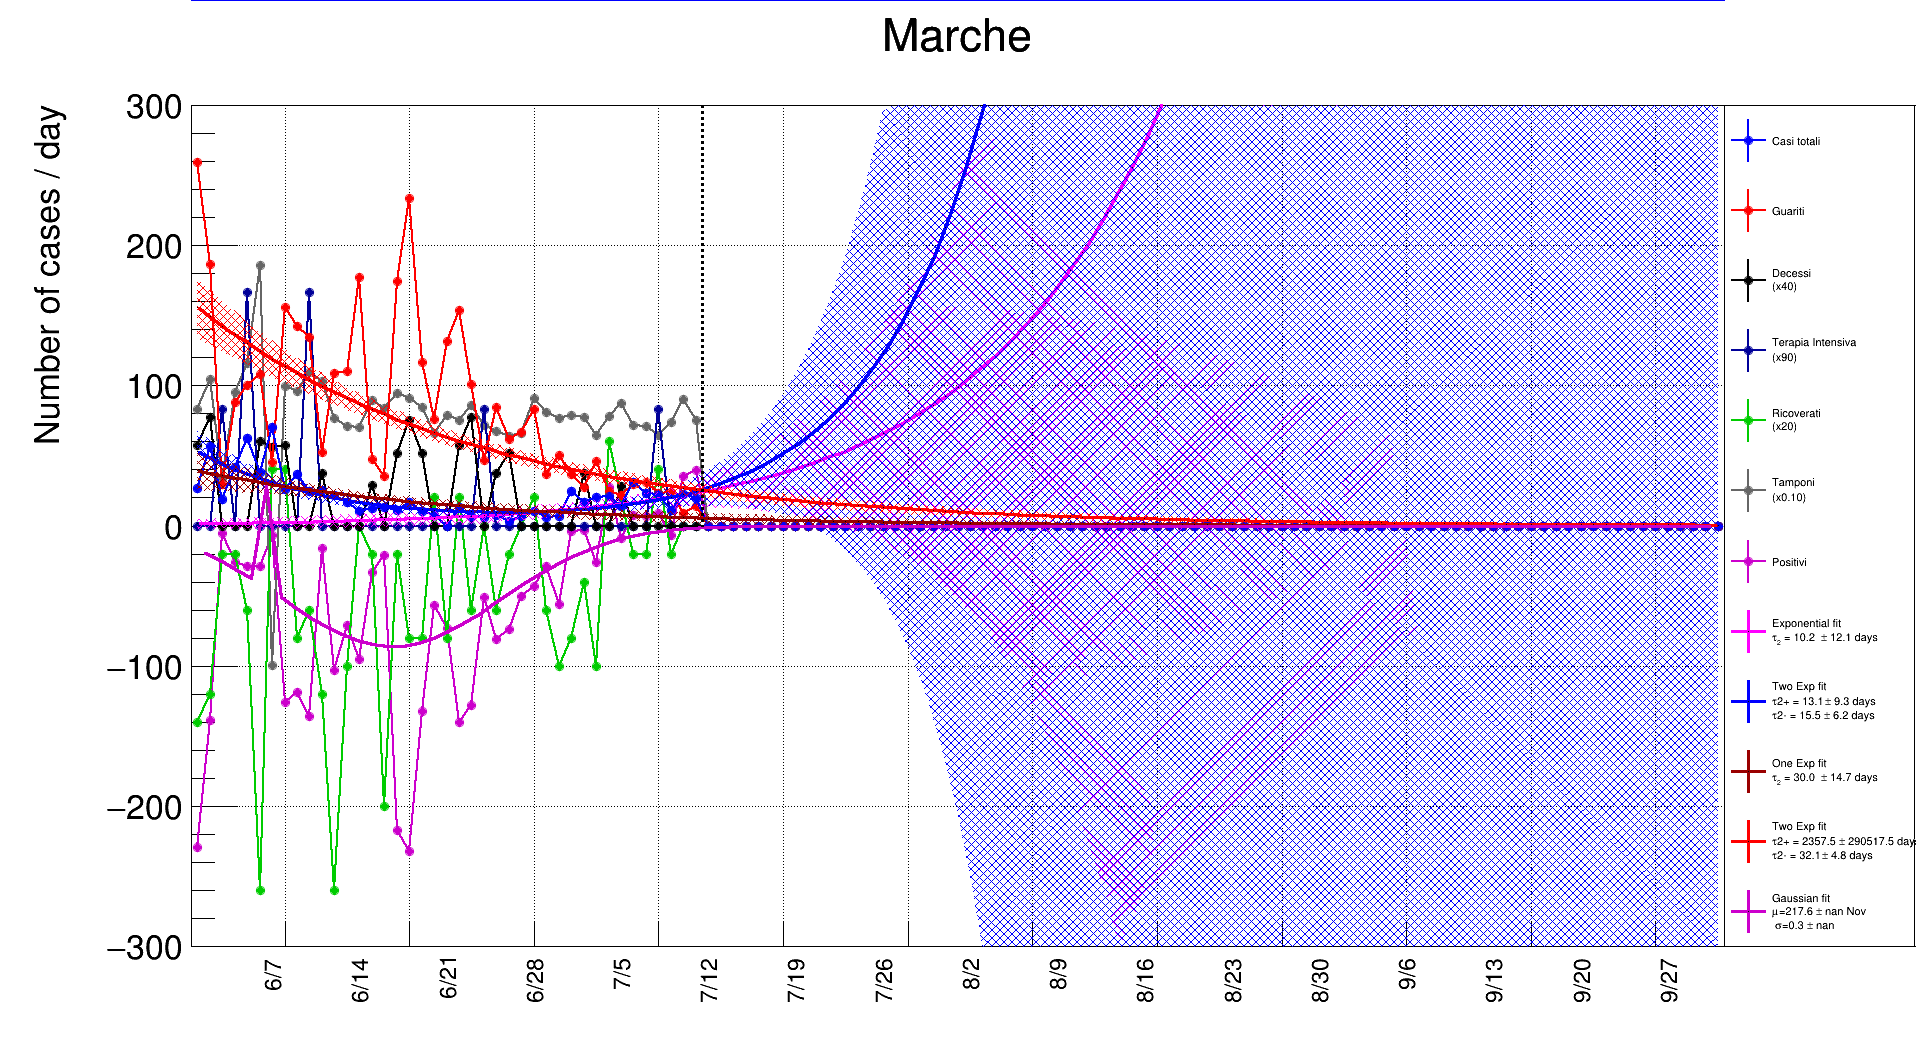 Marche
Number of cases / day
300
200
100
0
−100
−200
−300
6/7
6/14
6/21
6/28
7/5
7/12
7/19
7/26
8/2
8/9
8/16
8/23
8/30
9/6
9/13
9/20
9/27
Casi totali
Guariti
Decessi
(x40)
Terapia Intensiva
(x90)
Ricoverati
(x20)
Tamponi
(x0.10)
Positivi
Exponential fit
τ₂ = 10.2 ± 12.1 days
Two Exp fit
τ2+ = 13.1 ± 9.3 days
τ2- = 15.5 ± 6.2 days
One Exp fit
τ₂ = 30.0 ± 14.7 days
Two Exp fit
τ2+ = 2357.5 ± 290517.5 day
τ2- = 32.1 ± 4.8 days
Gaussian fit
μ=217.6 ± nan Nov
σ=0.3 ± nan